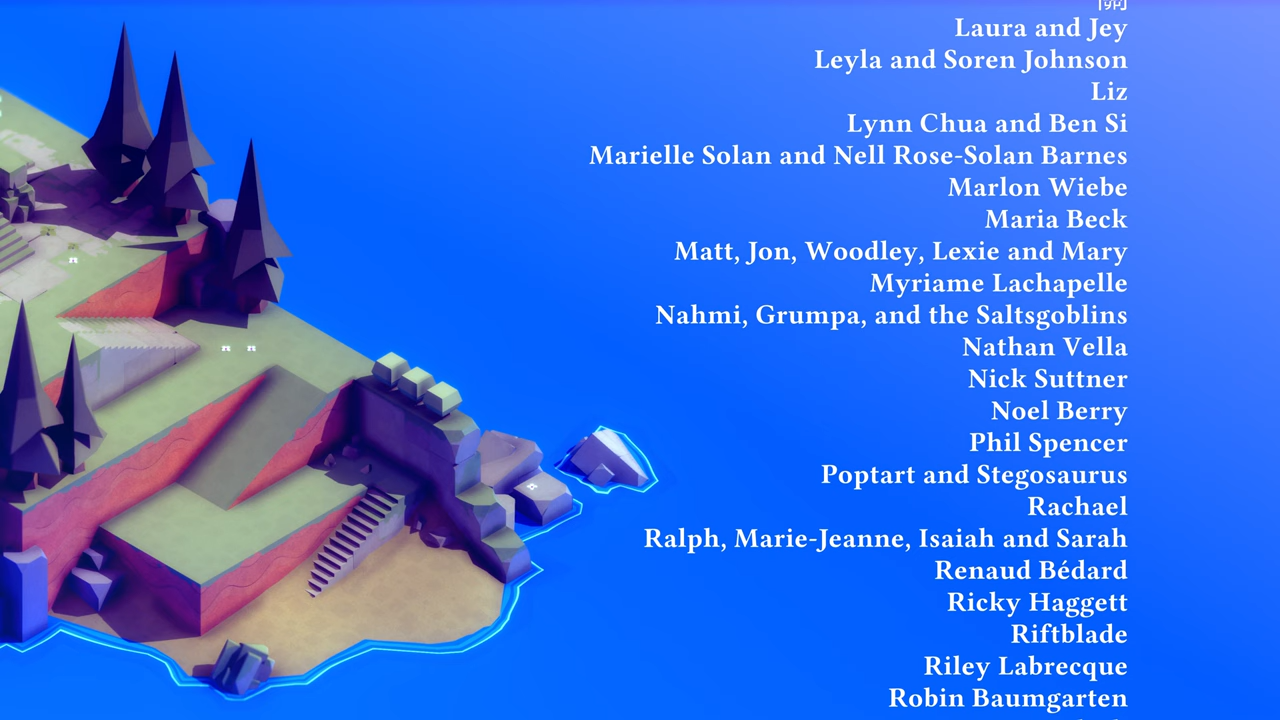 Laura and Jey
Leyla and Soren Johnson
Liz
Lynn Chua and Ben Si
Marielle Solan and Nell Rose-Solan Barnes
Marlon Wiebe
Maria Beck
Matt, Jon, Woodley, Lexie and Mary
Myriame Lachapelle
Nahmi, Grumpa, and the Saltsgoblins
Nathan Vella
Nick Suttner
Noel Berry
Phil Spencer
Poptart and Stegosaurus
Rachael
Ralph, Marie-Jeanne, Isaiah and Sarah
Renaud Bédard
Ricky Haggett
Riftblade
Riley Labrecque
Robin Baumgarten